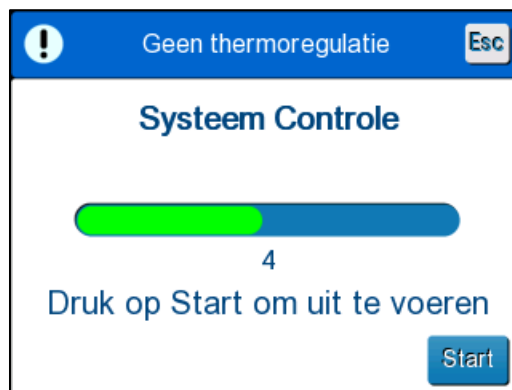 Geen thermoregulatie
Esc
Systeem Controle
4
Druk op Start om uit te voeren
Start